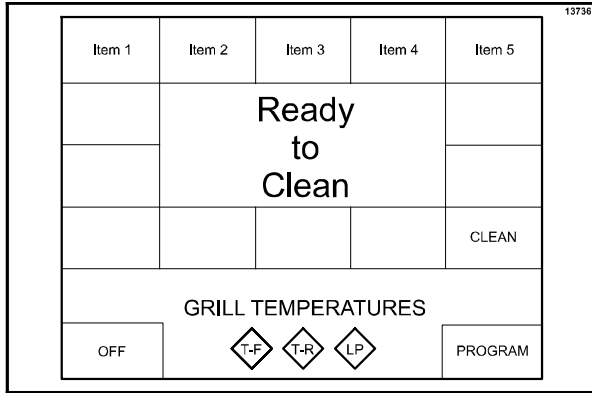 13736
Item 1 Item 2 Item 3 Item 4 Item 5
Ready
to
Clean
CLEAN
GRILL TEMPERATURES
OFF T-F T-R LP PROGRAM